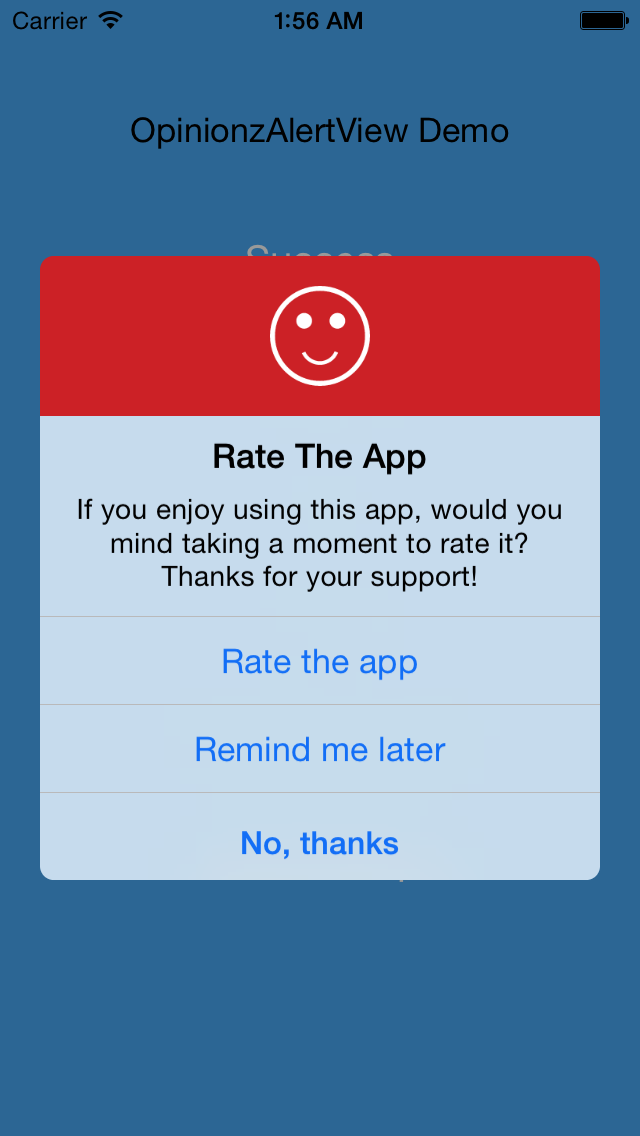 Carrier 1:56 AM
OpinionzAlertView Demo
Success
Rate The App
If you enjoy using this app, would you
mind taking a moment to rate it?
Thanks for your support!
Rate the app
Remind me later
No, thanks